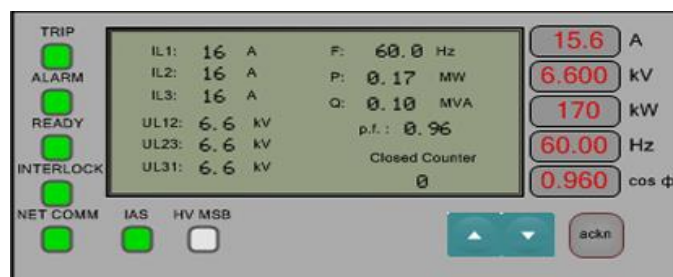 TRIP
ALARM
READY
INTERLOCK
NET COMM
IAS
HV MSB
IL1: 16 A
IL2: 16 A
IL3: 16 A
UL12: 6.6 kV
UL23: 6.6 kV
UL31: 6.6 kV
F: 60.0 Hz
P: 0.17 MW
Q: 0.10 MVA
p.f.: 0.96
Closed Counter
0
15.6 A
6.600 kV
170 kW
60.00 Hz
0.960 cos ф
ackn